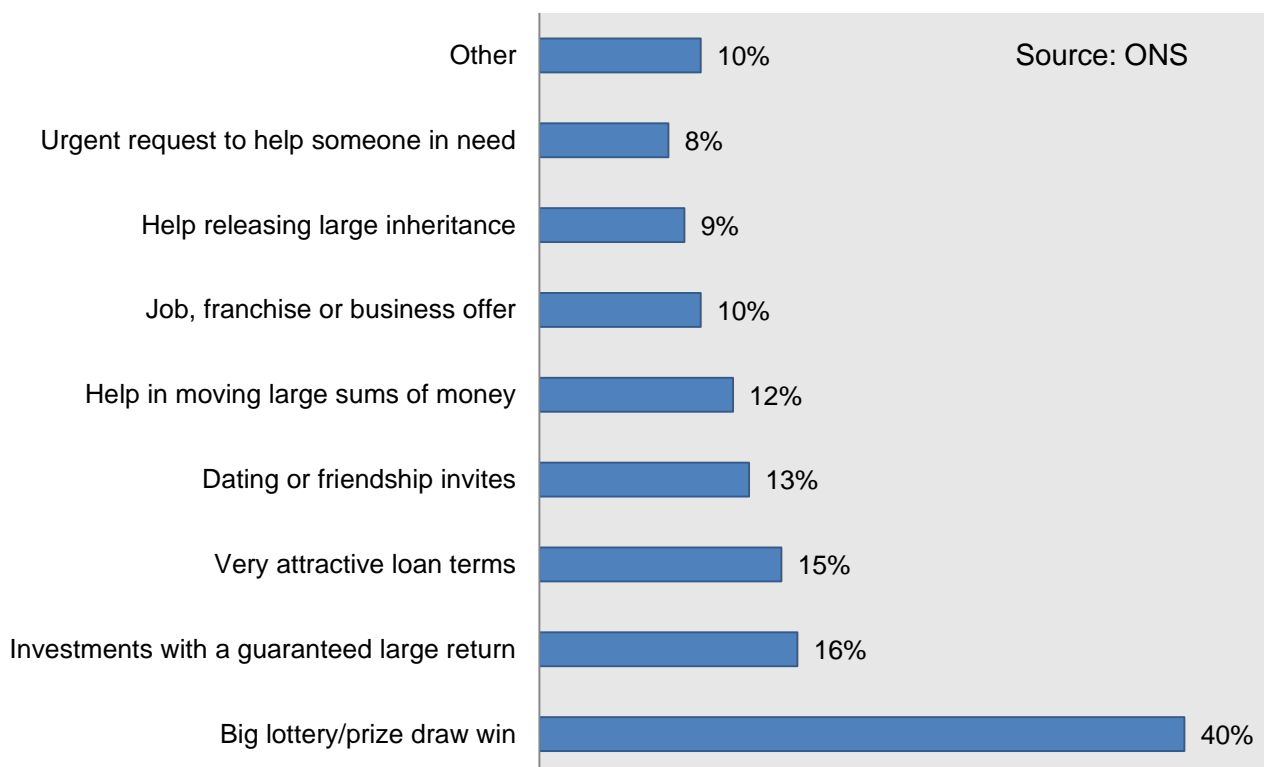 Other 10% Source: ONS
Urgent request to help someone in need 8%
Help releasing large inheritance 9%
Job, franchise or business offer 10%
Help in moving large sums of money 12%
Dating or friendship invites 13%
Very attractive loan terms 15%
Investments with a guaranteed large return 16%
Big lottery/prize draw win 40%